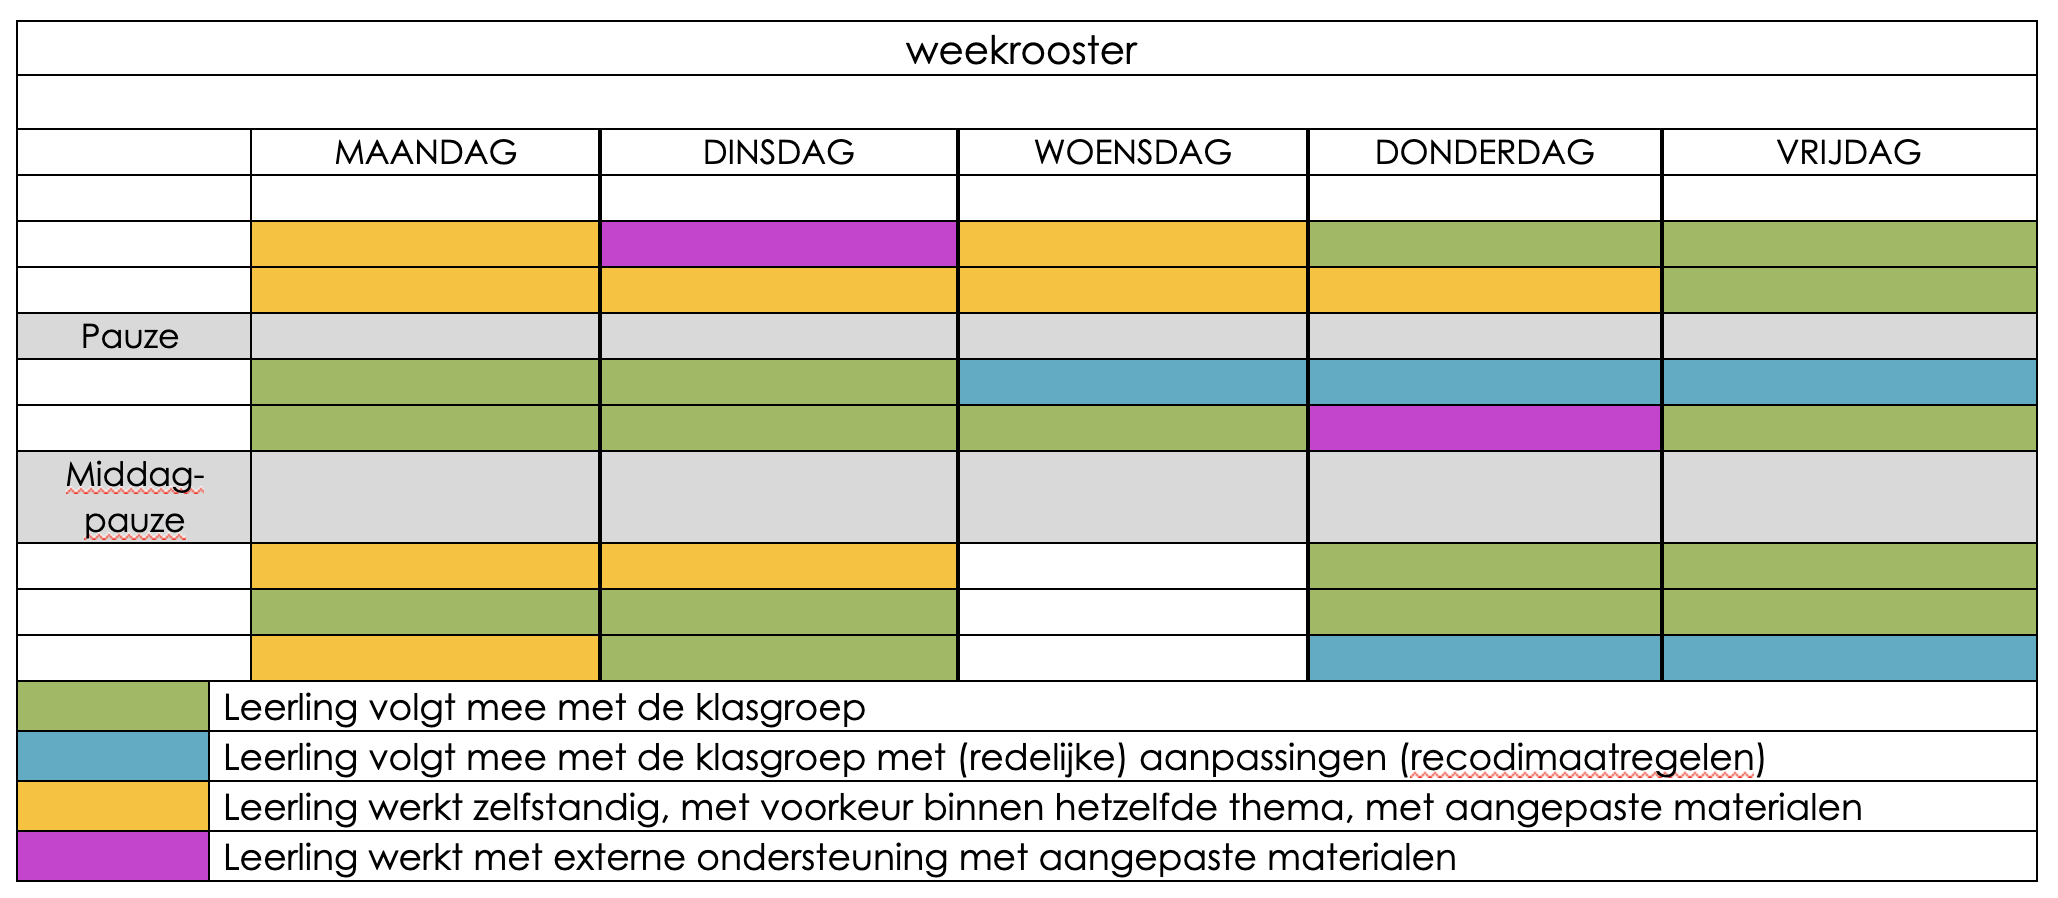 weekrooster
MAANDAG DINSDAG WOENSDAG DONDERDAG VRIJDAG
Pauze
Middag-
pauze
Leerling volgt mee met de klasgroep
Leerling volgt mee met de klasgroep met (redelijke) aanpassingen (recodimaatregelen)
Leerling werkt zelfstandig, met voorkeur binnen hetzelfde thema, met aangepaste materialen
Leerling werkt met externe ondersteuning met aangepaste materialen